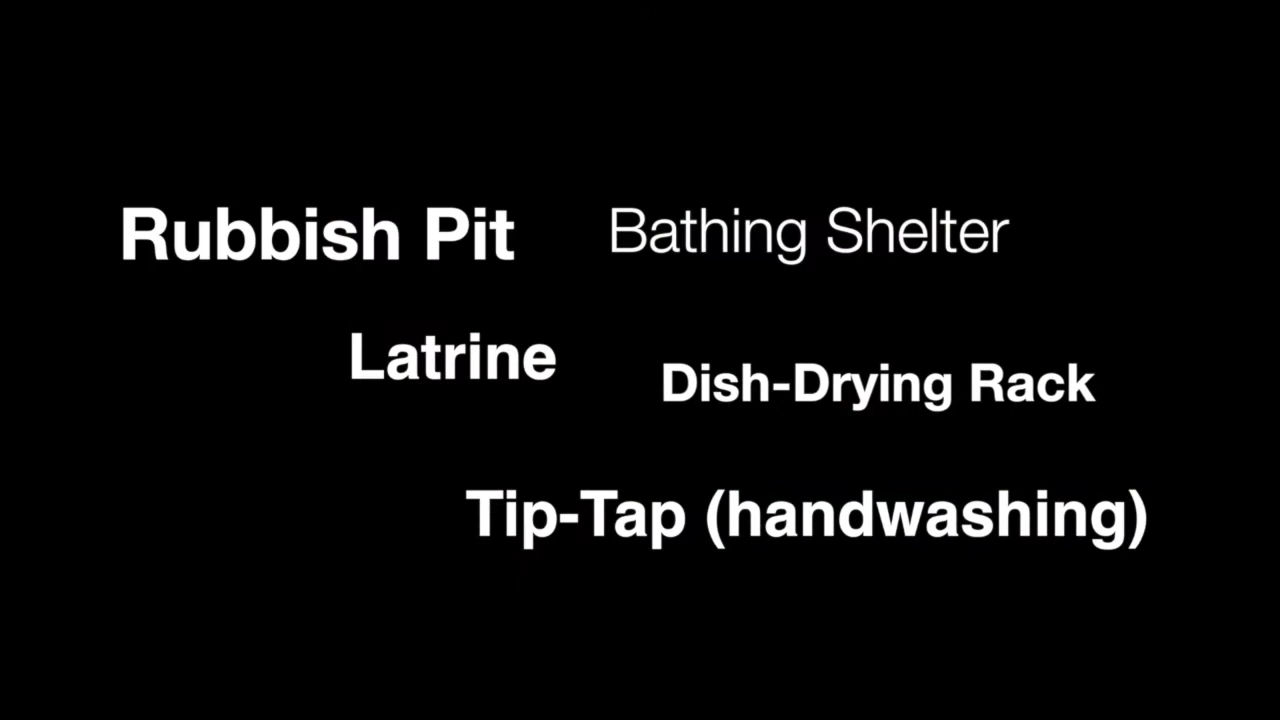 Rubbish Pit
Bathing Shelter
Latrine
Dish-Drying Rack
Tip-Tap (handwashing)